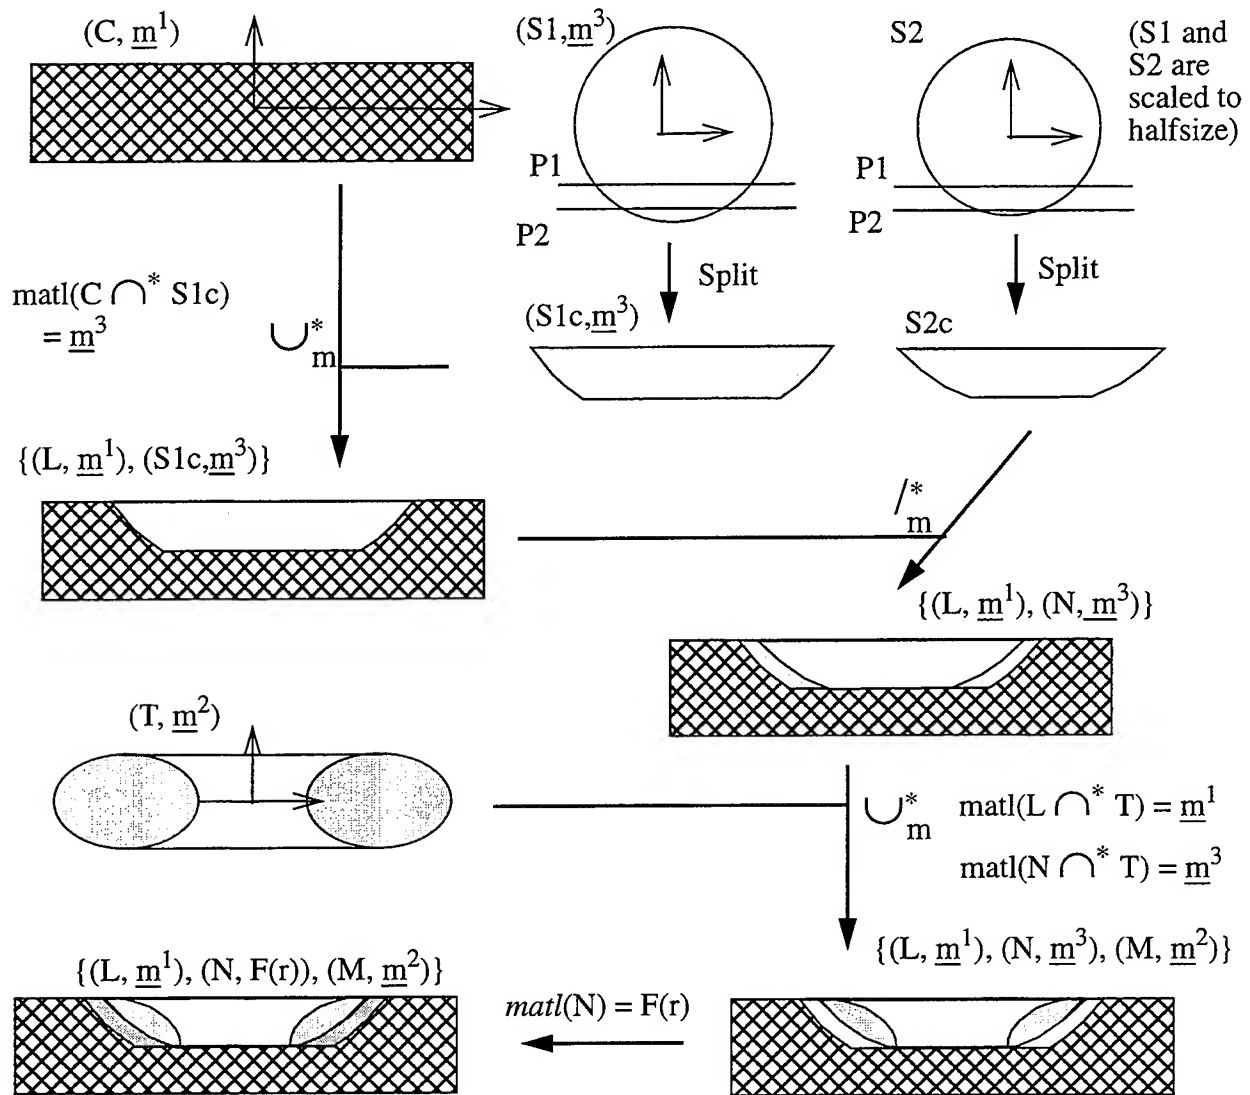 (C, m¹)
(S1,m³)
S2
(S1 and
S2 are
scaled to
halfsize)
P1
P2
P1
P2
Split
Split
matl(C ∩* S1c)
= m³
∪*m
(S1c,m³)
S2c
{(L, m¹), (S1c,m³)}
/*m
{(L, m¹), (N, m³)}
(T, m²)
∪*m
matl(L ∩* T) = m¹
matl(N ∩* T) = m³
{(L, m¹), (N, m³), (M, m²)}
{(L, m¹), (N, F(r)), (M, m²)}
matl(N) = F(r)